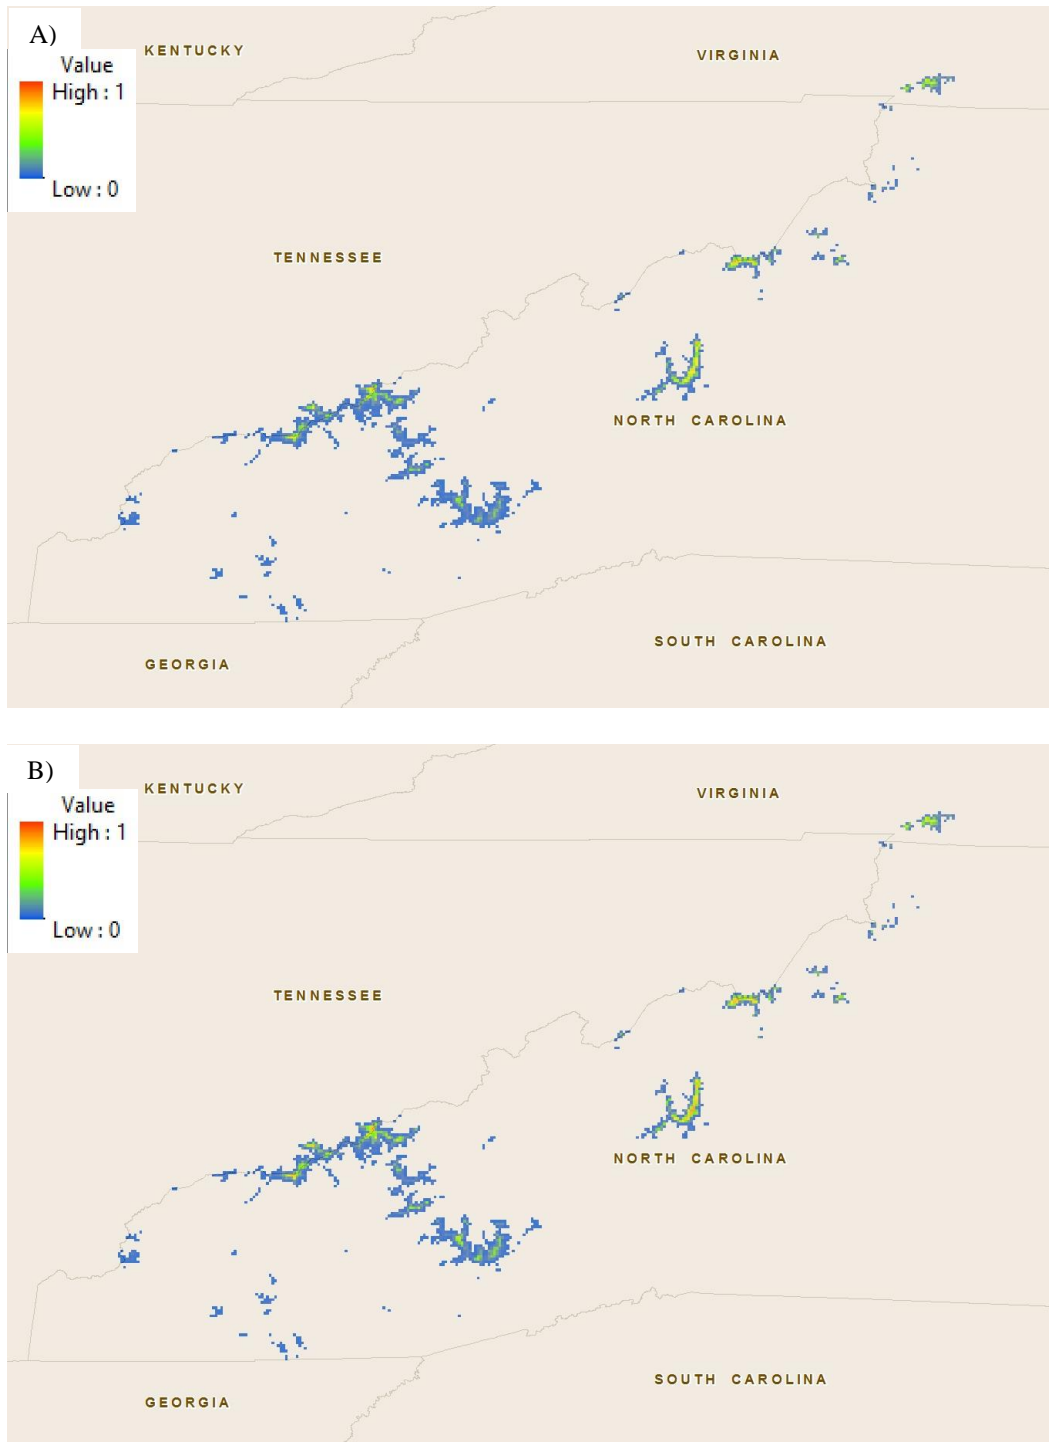 A)
KENTUCKY
VIRGINIA
Value
High : 1
Low : 0
TENNESSEE
NORTH CAROLINA
SOUTH CAROLINA
GEORGIA
B)
KENTUCKY
VIRGINIA
Value
High : 1
Low : 0
TENNESSEE
NORTH CAROLINA
SOUTH CAROLINA
GEORGIA